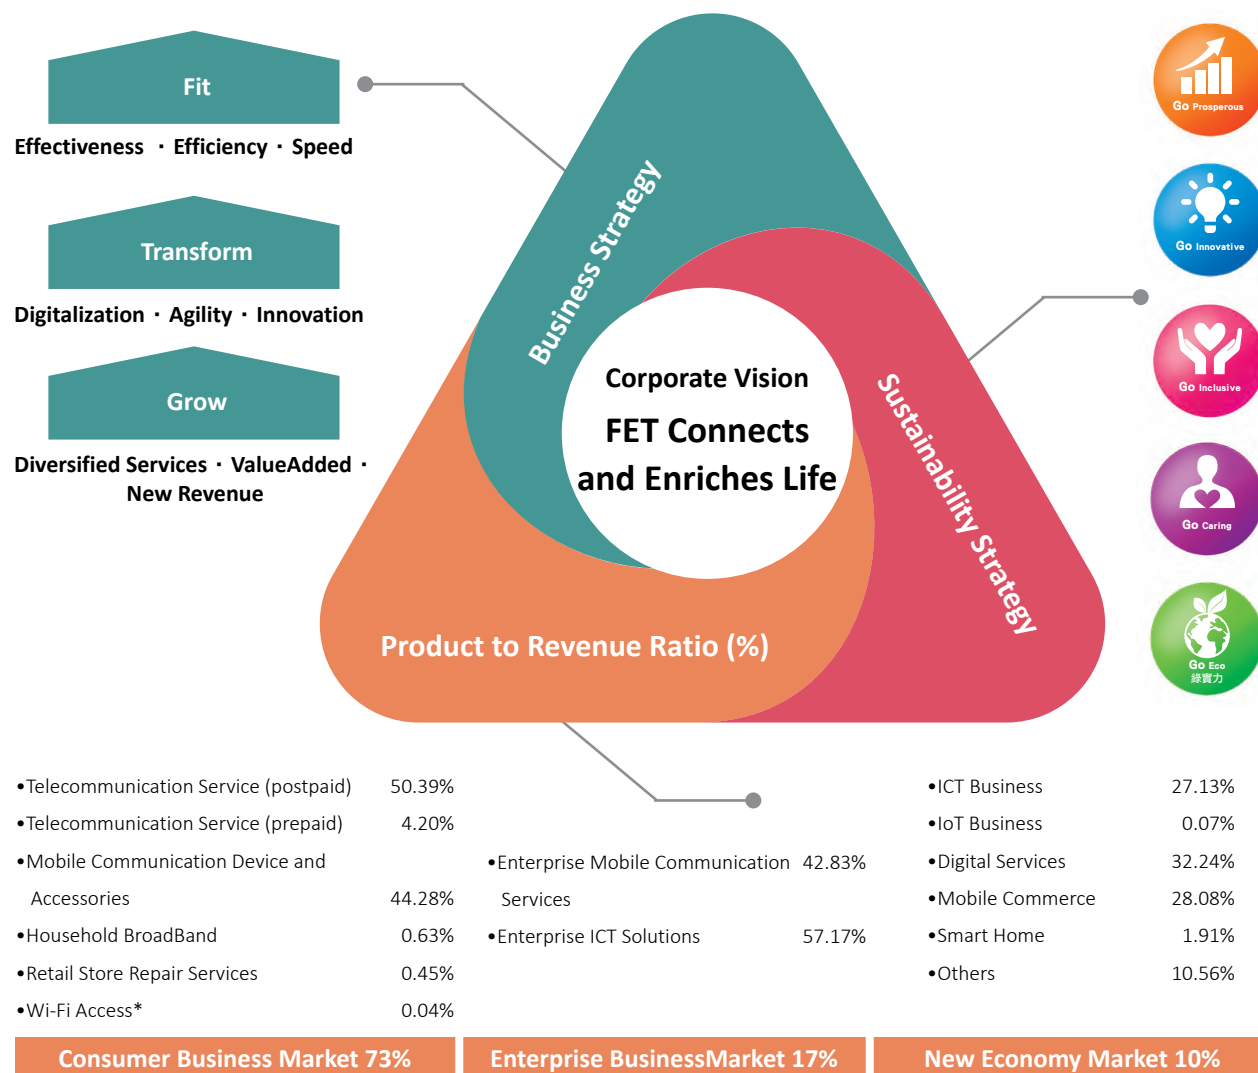 Fit
Effectiveness · Efficiency · Speed
Transform
Digitalization · Agility · Innovation
Grow
Diversified Services · ValueAdded ·
New Revenue
Business Strategy
Sustainability Strategy
Product to Revenue Ratio (%)
Corporate Vision
FET Connects
and Enriches Life
Go Prosperous
Go Innovative
Go Inclusive
Go Caring
Go Eco
綠實力
•Telecommunication Service (postpaid) 50.39%
•Telecommunication Service (prepaid) 4.20%
•Mobile Communication Device and
Accessories 44.28%
•Household BroadBand 0.63%
•Retail Store Repair Services 0.45%
•Wi-Fi Access* 0.04%
Consumer Business Market 73%
•Enterprise Mobile Communication 42.83%
Services
•Enterprise ICT Solutions 57.17%
Enterprise BusinessMarket 17%
•ICT Business 27.13%
•IoT Business 0.07%
•Digital Services 32.24%
•Mobile Commerce 28.08%
•Smart Home 1.91%
•Others 10.56%
New Economy Market 10%